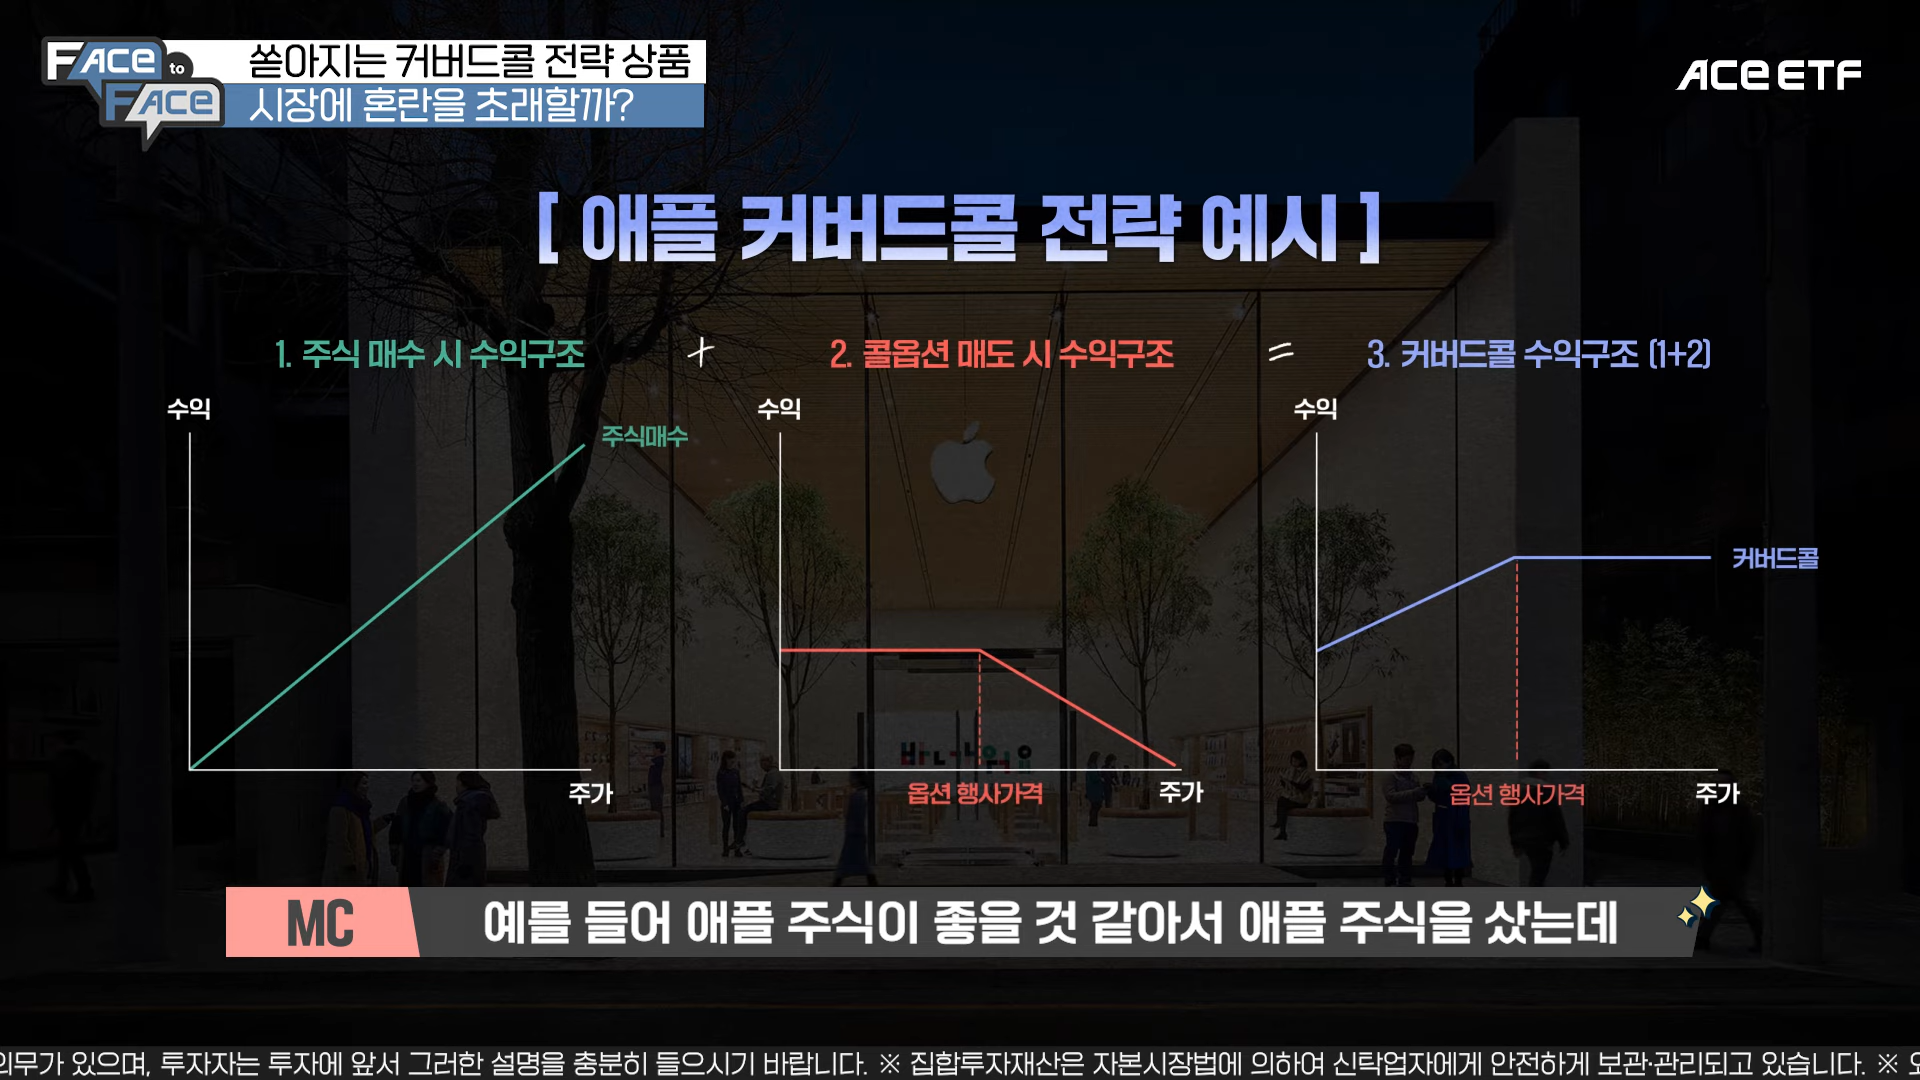 FACE to FACE
쏟아지는 커버드콜 전략 상품
시장에 혼란을 초래할까?
ACE ETF
[ 애플 커버드콜 전략 예시 ]
1. 주식 매수 시 수익구조 + 2. 콜옵션 매도 시 수익구조 = 3. 커버드콜 수익구조 (1+2)
수익
주식매수
주가
수익
옵션 행사가격
주가
수익
커버드콜
옵션 행사가격
주가
MC 예를 들어 애플 주식이 좋을 것 같아서 애플 주식을 샀는데
의무가 있으며, 투자자는 투자에 앞서 그러한 설명을 충분히 들으시기 바랍니다. ※ 집합투자재산은 자본시장법에 의하여 신탁업자에게 안전하게 보관·관리되고 있습니다. ※